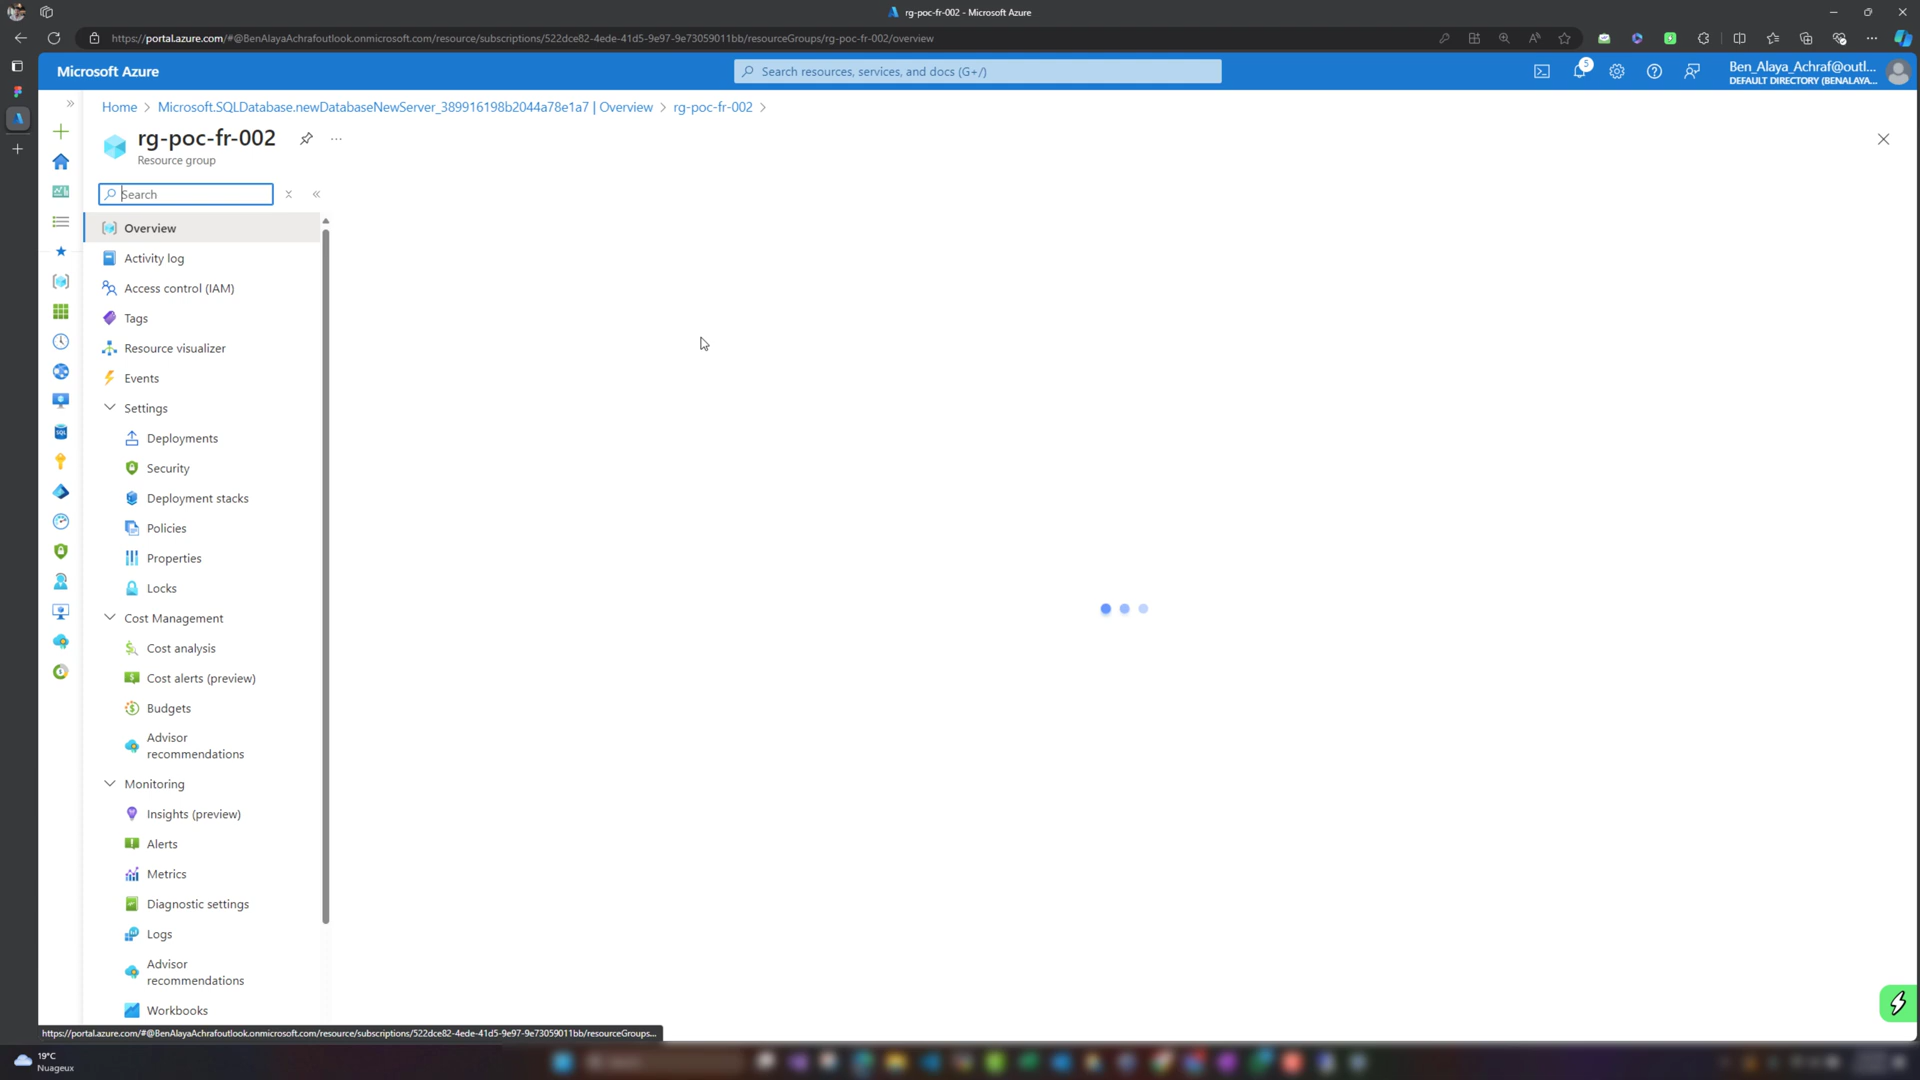 rg-poc-fr-002 - Microsoft Azure
https://portal.azure.com/#@BenAlayaAchrafoutlook.onmicrosoft.com/resource/subscriptions/522dce82-4ede-41d5-9e97-9e73059011bb/resourceGroups/rg-poc-fr-002/overview
Microsoft Azure
Search resources, services, and docs (G+/)
5
Ben_Alaya_Achraf@outl...
DEFAULT DIRECTORY (BENALAYA...
Home > Microsoft.SQLDatabase.newDatabaseNewServer_389916198b2044a78e1a7 | Overview > rg-poc-fr-002 >
rg-poc-fr-002
...
Resource group
Search
Overview
Activity log
Access control (IAM)
Tags
Resource visualizer
Events
Settings
Deployments
Security
Deployment stacks
Policies
Properties
Locks
Cost Management
Cost analysis
Cost alerts (preview)
Budgets
Advisor
recommendations
Monitoring
Insights (preview)
Alerts
Metrics
Diagnostic settings
Logs
Advisor
recommendations
Workbooks
https://portal.azure.com/#@BenAlayaAchrafoutlook.onmicrosoft.com/resource/subscriptions/522dce82-4ede-41d5-9e97-9e73059011bb/resourceGroups...
19°C
Nuageux